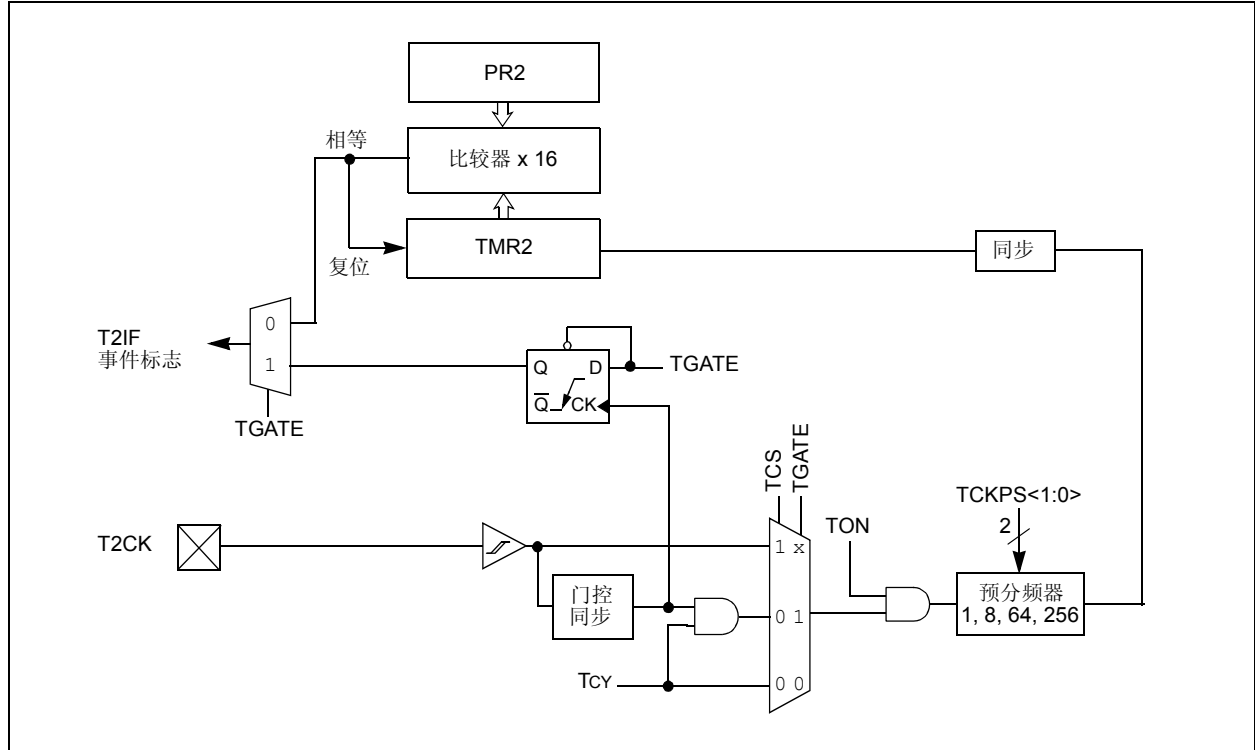 PR2
相等
比较器 x 16
TMR2
复位
同步
T2IF
事件标志
0
1
TGATE
Q
D
Q
CK
TGATE
TCS
TGATE
T2CK
1 x
0 1
0 0
门控
同步
TCY
TON
TCKPS<1:0>
2
预分频器
1, 8, 64, 256